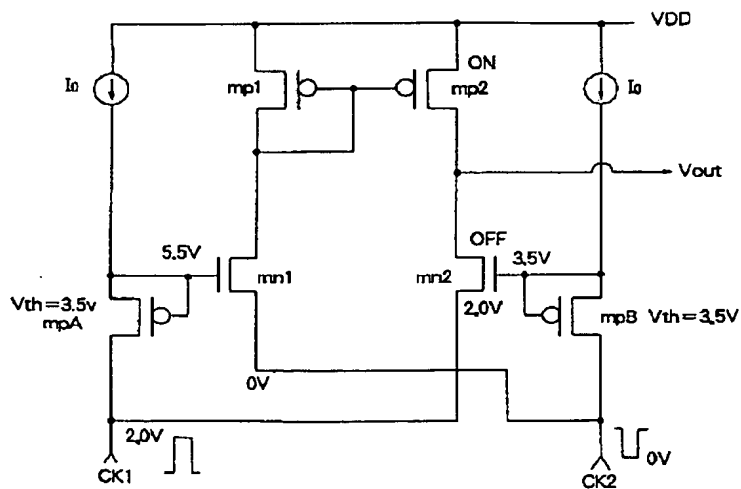 VDD
ON
I0
mp1
mp2
I0
Vout
5.5V
OFF
3.5V
mn1
mn2
Vth=3.5v
mpA
2.0V
mpB Vth=3.5V
0V
2.0V
0V
CK1
CK2